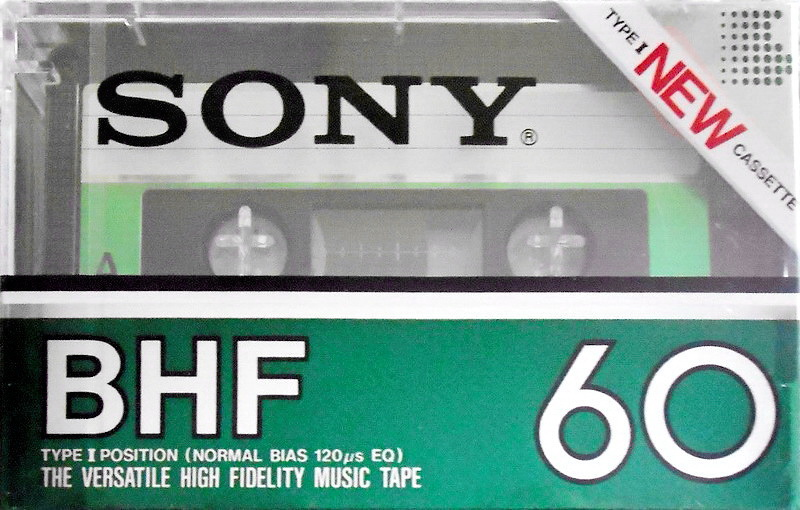 SONY®
TYPE I
NEW
CASSETTE
A
BHF 60
TYPE I POSITION (NORMAL BIAS 120μs EQ)
THE VERSATILE HIGH FIDELITY MUSIC TAPE